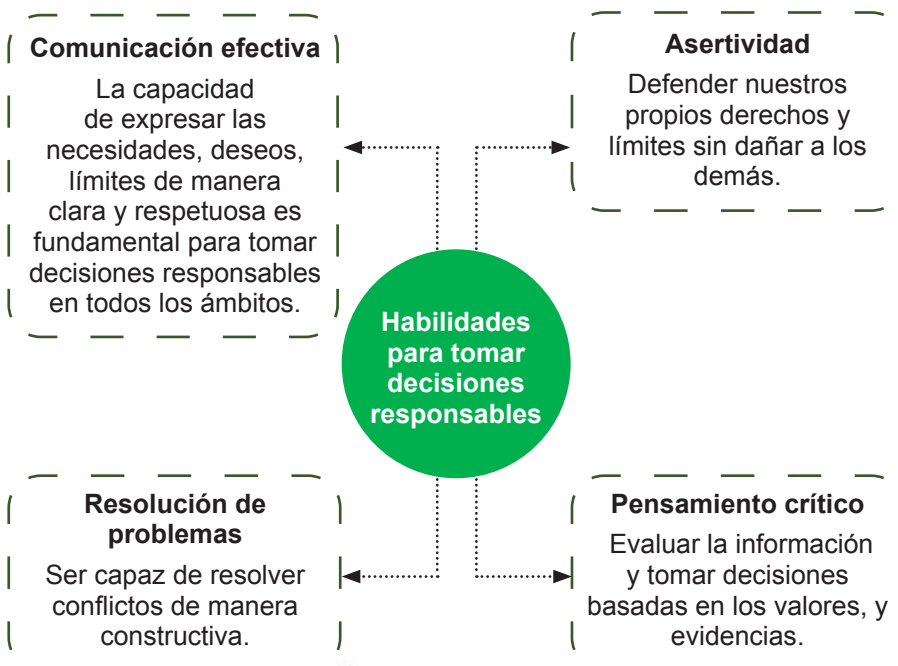 Comunicación efectiva
La capacidad
de expresar las
necesidades, deseos,
límites de manera
clara y respetuosa es
fundamental para tomar
decisiones responsables
en todos los ámbitos.
Asertividad
Defender nuestros
propios derechos y
límites sin dañar a los
demás.
Habilidades
para tomar
decisiones
responsables
Resolución de
problemas
Ser capaz de resolver
conflictos de manera
constructiva.
Pensamiento crítico
Evaluar la información
y tomar decisiones
basadas en los valores, y
evidencias.